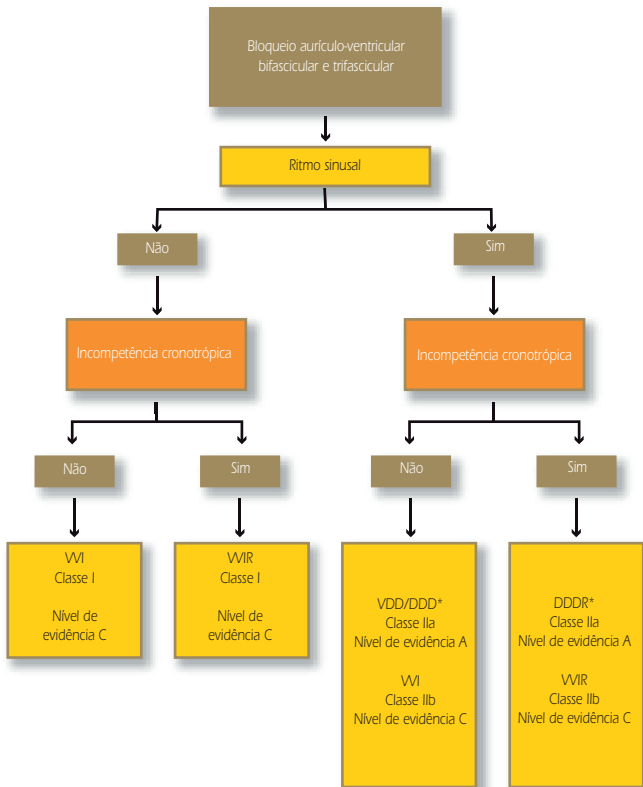 Bloqueio aurículo-ventricular
bifascicular e trifascicular
Ritmo sinusal
Não
Sim
Incompetência cronotrópica
Incompetência cronotrópica
Não
Sim
Não
Sim
VVI
Classe I
Nível de
evidência C
VVIR
Classe I
Nível de
evidência C
VDD/DDD*
Classe IIa
Nível de evidência A
VVI
Classe IIb
Nível de evidência C
DDDR*
Classe IIa
Nível de evidência A
VVIR
Classe IIb
Nível de evidência C